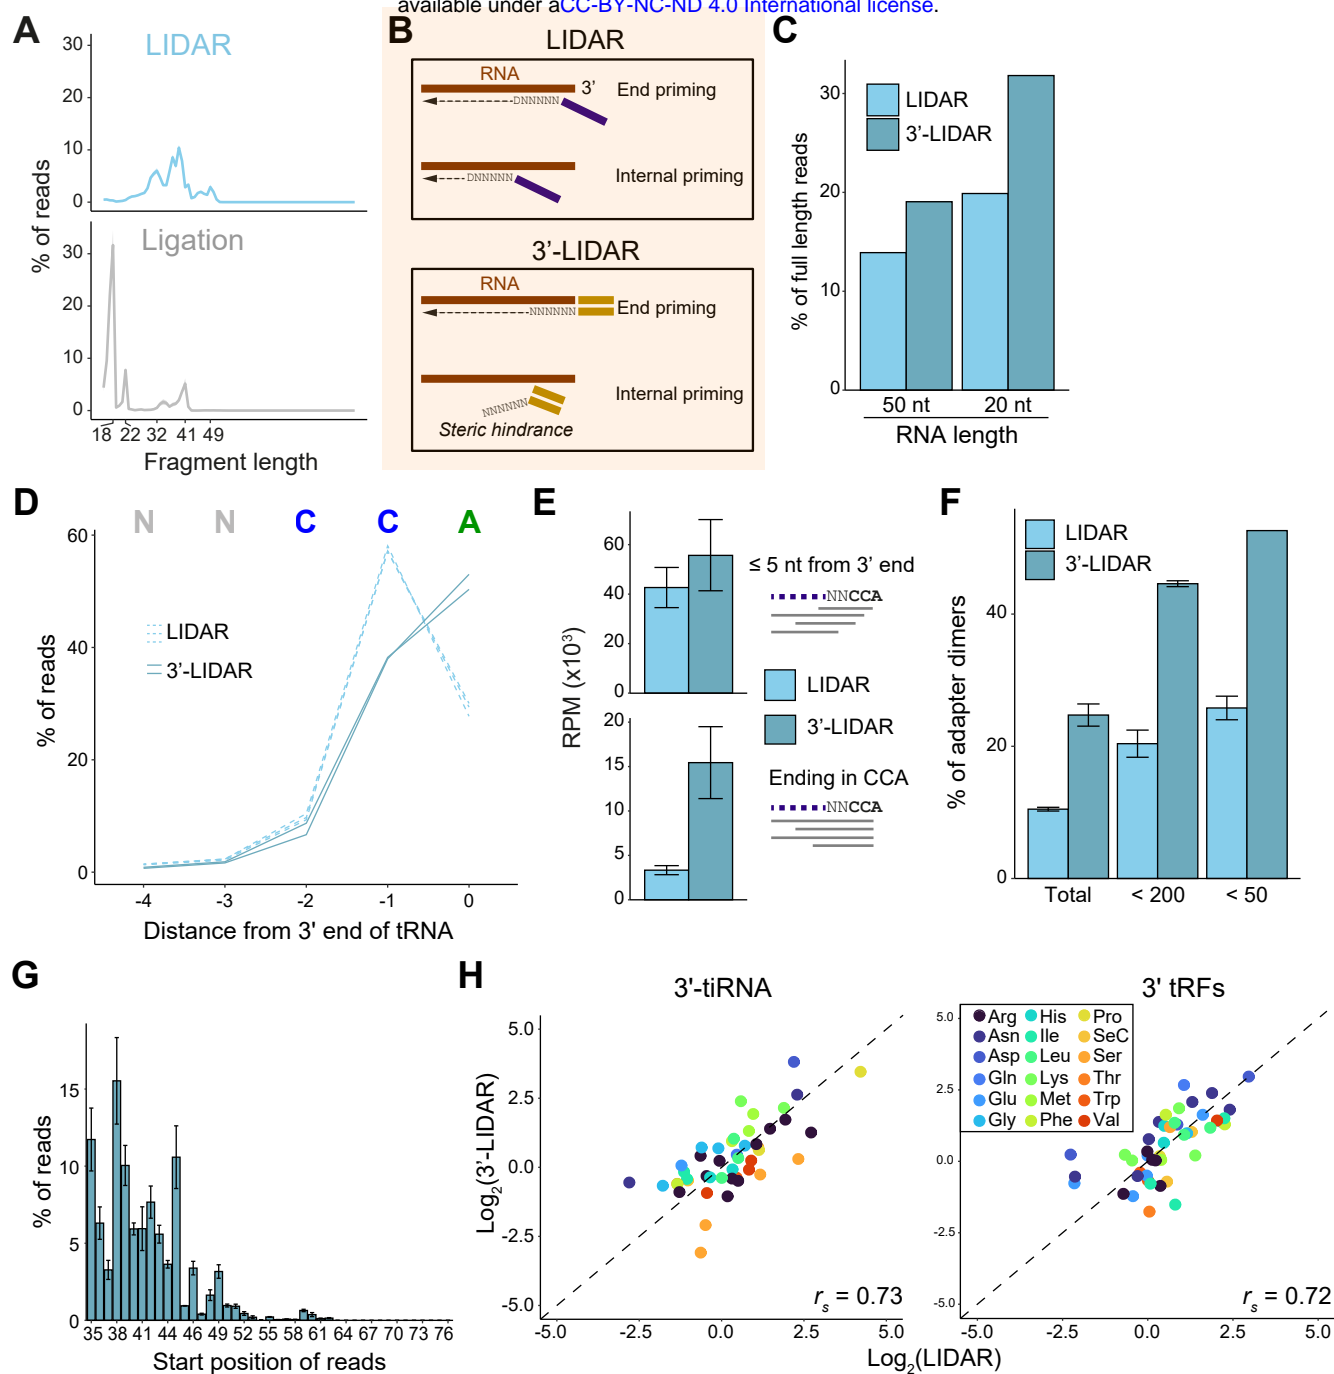 available under aCC-BY-NC-ND 4.0 International license.
A
LIDAR
30
20
10
0
Ligation
30
20
10
0
% of reads
18 22 32 41 49
Fragment length
B
LIDAR
RNA
3'
DNNNNN
End priming
DNNNNN
Internal priming
3'-LIDAR
RNA
NNNNNN
End priming
Internal priming
NNNNNN
Steric hindrance
C
LIDAR
3'-LIDAR
% of full length reads
30
20
10
0
50 nt 20 nt
RNA length
D
N N C C A
60
40
20
0
% of reads
LIDAR
3'-LIDAR
-4 -3 -2 -1 0
Distance from 3' end of tRNA
E
60
40
20
0
20
15
10
5
0
RPM (x10³)
≤ 5 nt from 3' end
NNCCA
LIDAR
3'-LIDAR
Ending in CCA
NNCCA
F
LIDAR
3'-LIDAR
% of adapter dimers
40
20
0
Total < 200 < 50
G
% of reads
15
10
5
0
35 38 41 44 46 49 52 55 58 61 64 67 70 73 76
Start position of reads
H
3'-tiRNA
Log₂(3'-LIDAR)
5.0
2.5
0.0
-2.5
-5.0
rₛ = 0.73
-5.0 -2.5 0.0 2.5 5.0
3' tRFs
Arg His Pro
Asn Ile SeC
Asp Leu Ser
Gln Lys Thr
Glu Met Trp
Gly Phe Val
5.0
2.5
0.0
-2.5
-5.0
rₛ = 0.72
-5.0 -2.5 0.0 2.5 5.0
Log₂(LIDAR)